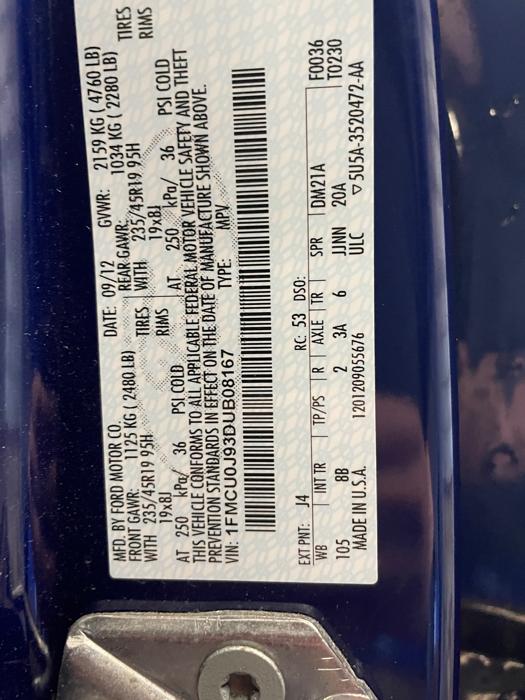 MFD. BY FORD MOTOR CO. DATE: 09/12 GVWR: 2159 KG ( 4760 LB)
FRONT GAWR: 1125 KG ( 2480 LB) REAR GAWR: 1034 KG ( 2280 LB)
WITH 235/45R19 95H TIRES WITH 235/45R19 95H TIRES
19x8J RIMS 19x8J RIMS
AT 250 kPa/ 36 PSI COLD AT 250 kPa/ 36 PSI COLD
THIS VEHICLE CONFORMS TO ALL APPLICABLE FEDERAL MOTOR VEHICLE SAFETY AND THEFT
PREVENTION STANDARDS IN EFFECT ON THE DATE OF MANUFACTURE SHOWN ABOVE.
VIN: 1FMCU0J93DUB08167 TYPE: MPV
EXT PNT: J4 RC: 53 DSO: F0036
WB INT TR TP/PS R AXLE TR SPR DM21A T0230
105 8B 2 3A 6 JJNN 20A
MADE IN U.S.A. 1201209055676 ULC ▽5U5A-3520472-AA